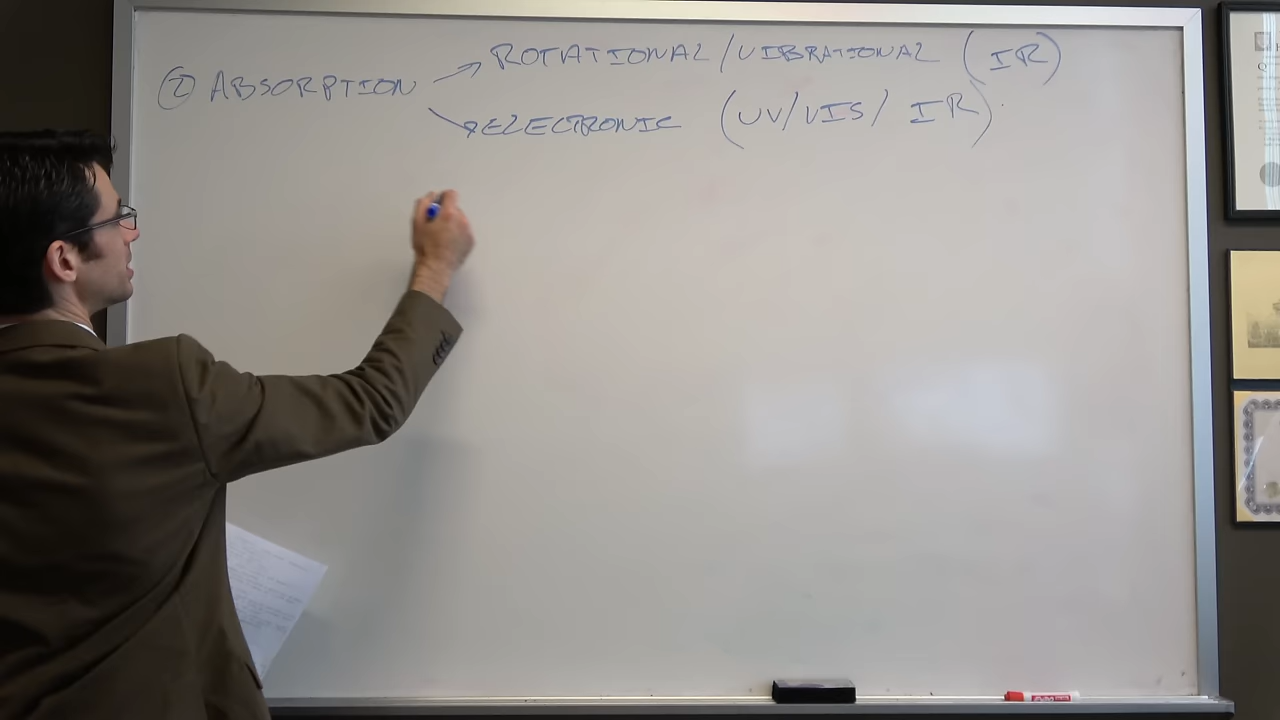 ② ABSORPTION → ROTATIONAL/VIBRATIONAL (IR)
→ ELECTRONIC (UV/VIS/ IR)